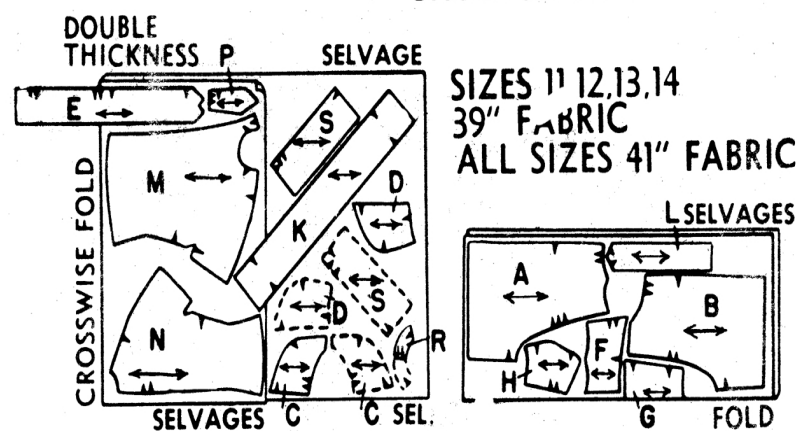 DOUBLE
THICKNESS P SELVAGE
E
S
M
K
D
CROSSWISE FOLD
D
S
N
R
SELVAGES C C SEL.
SIZES 11 12,13,14
39" FABRIC
ALL SIZES 41" FABRIC
L SELVAGES
A
B
H
F
G
FOLD